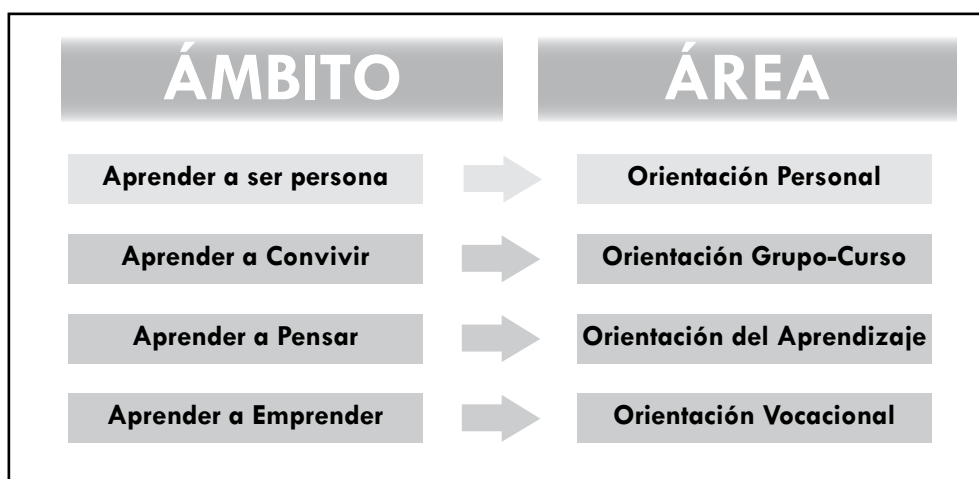 ÁMBITO ÁREA
Aprender a ser persona Orientación Personal
Aprender a Convivir Orientación Grupo-Curso
Aprender a Pensar Orientación del Aprendizaje
Aprender a Emprender Orientación Vocacional